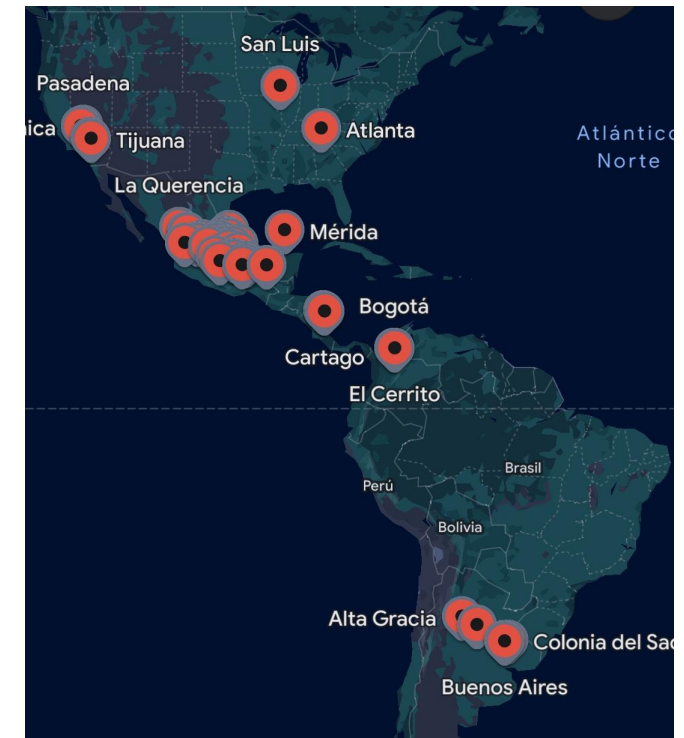 San Luis
Pasadena
ica
Tijuana
Atlanta
Atlántico
Norte
La Querencia
Mérida
Bogotá
Cartago
El Cerrito
Brasil
Perú
Bolivia
Alta Gracia
Colonia del Sac
Buenos Aires